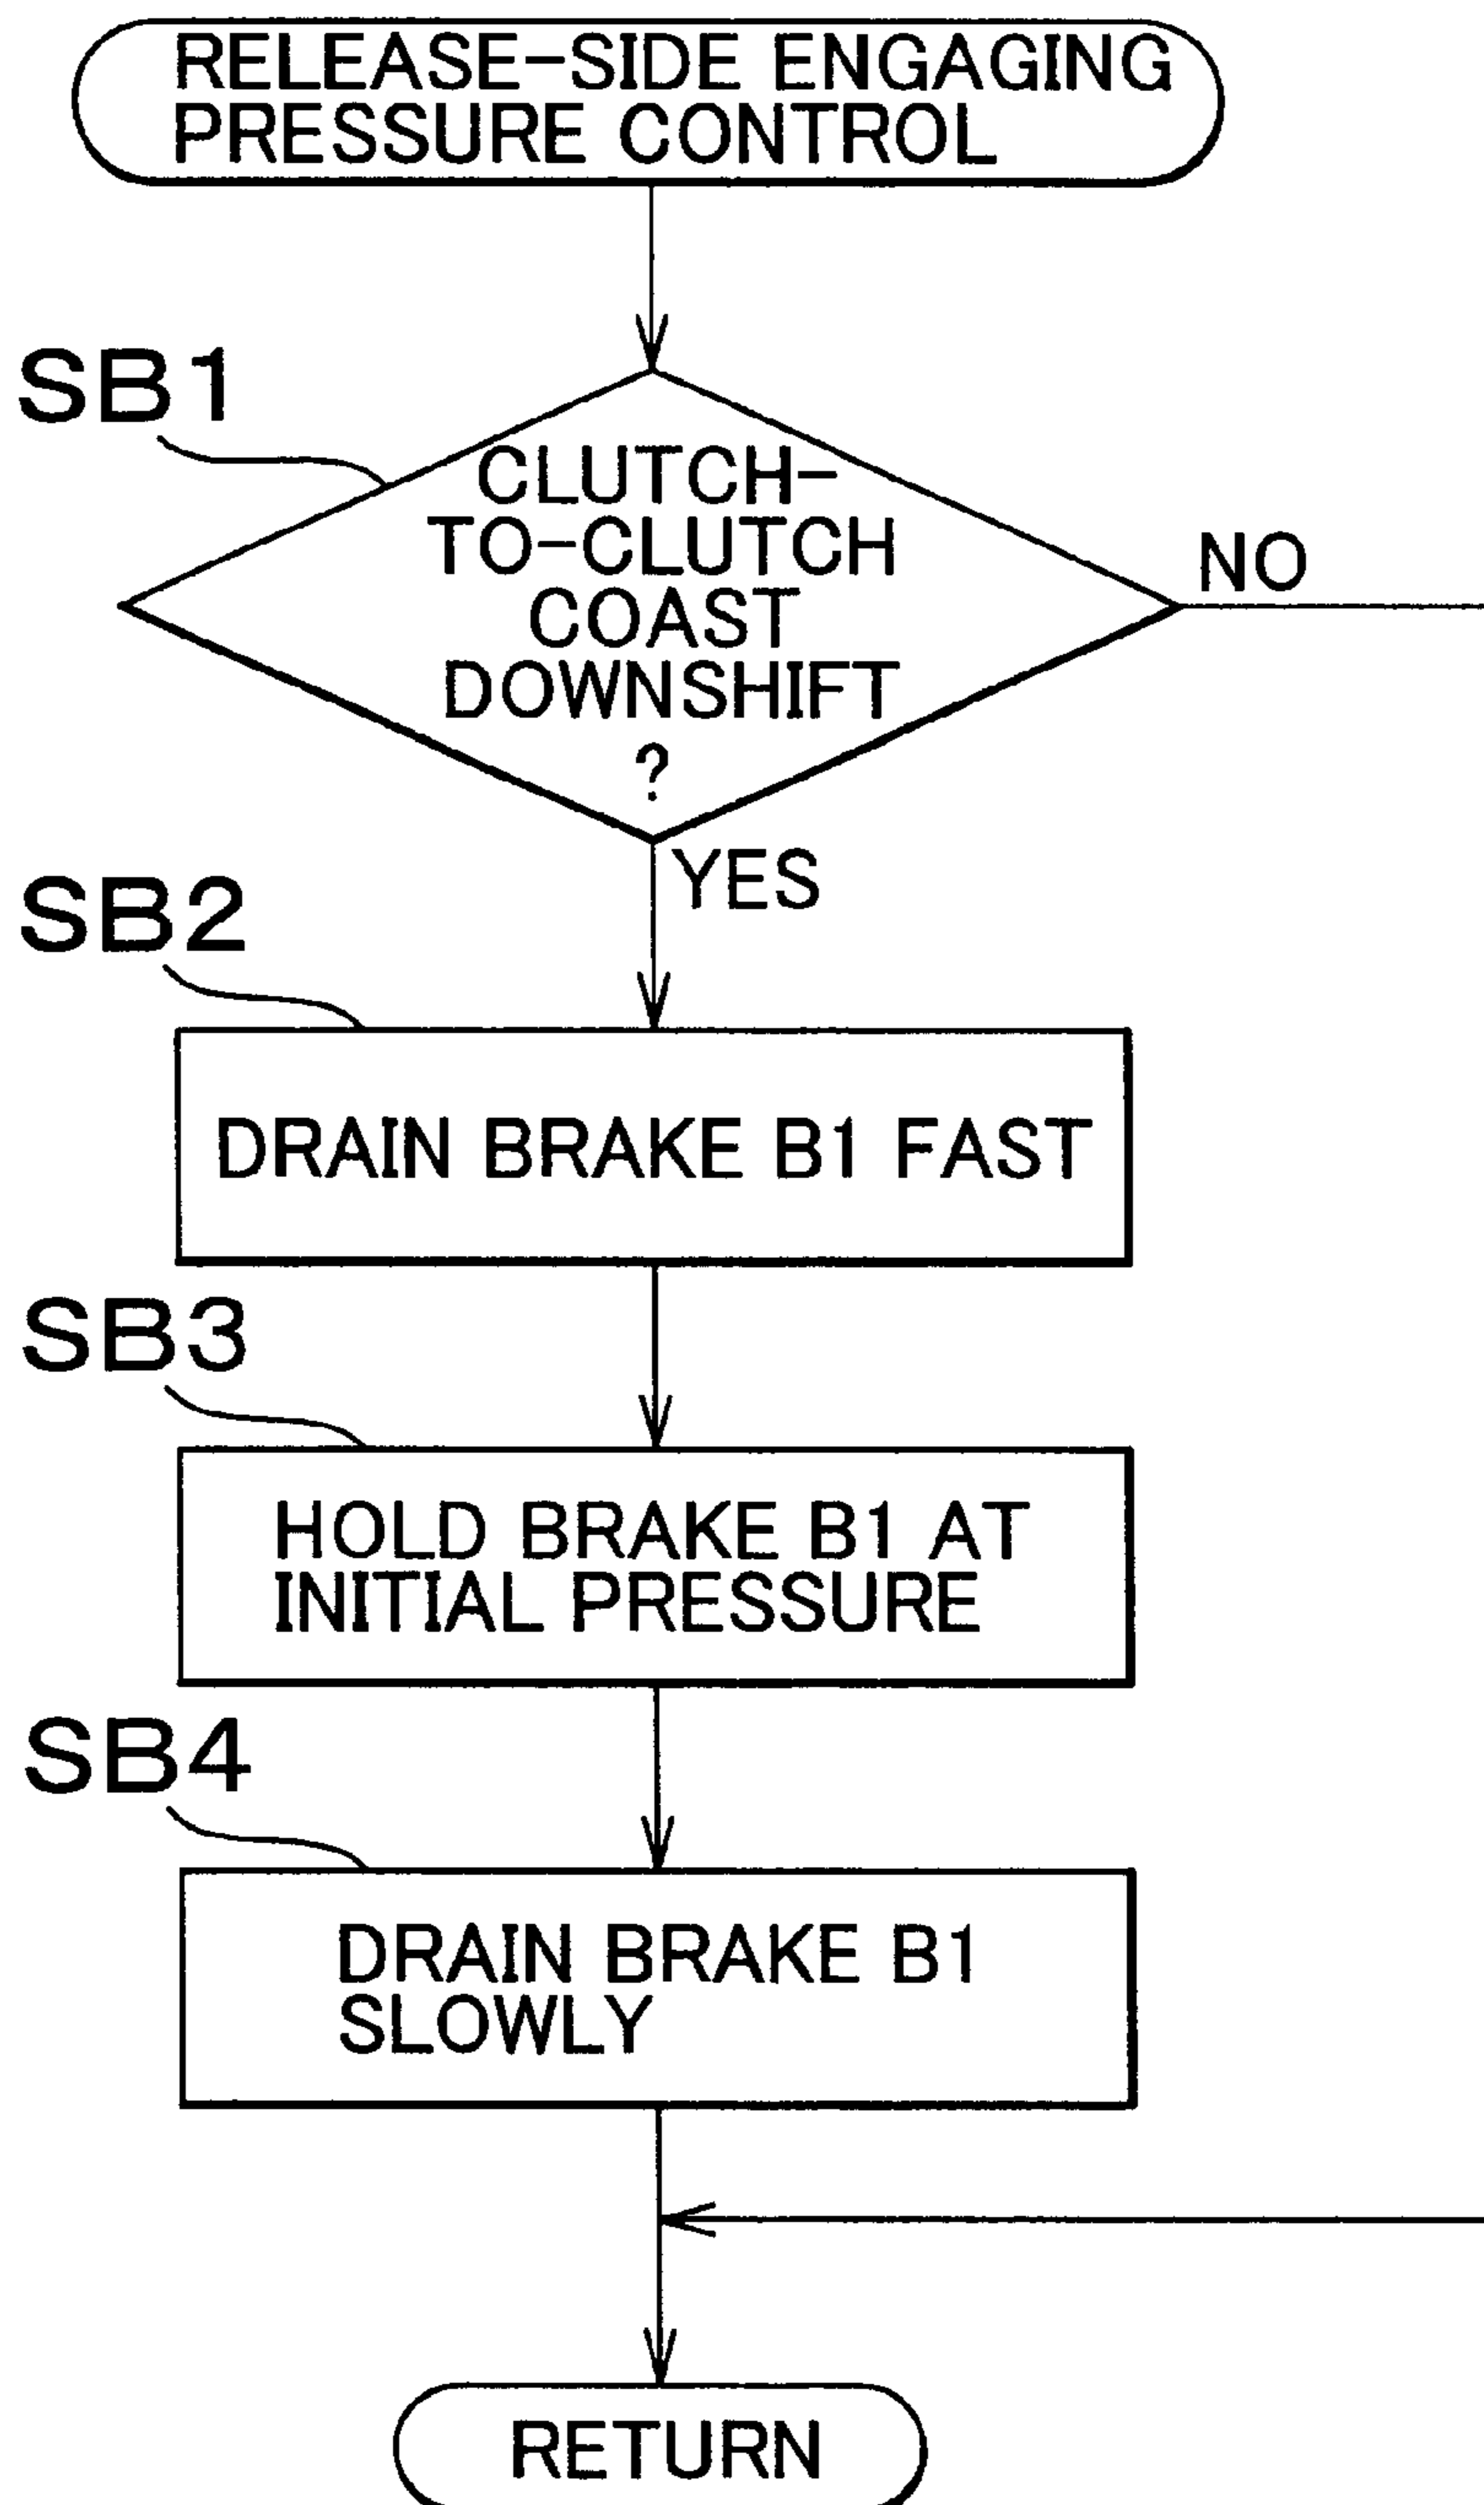 RELEASE-SIDE ENGAGING
PRESSURE CONTROL
SB1
CLUTCH-
TO-CLUTCH
COAST
DOWNSHIFT
?
NO
YES
SB2
DRAIN BRAKE B1 FAST
SB3
HOLD BRAKE B1 AT
INITIAL PRESSURE
SB4
DRAIN BRAKE B1
SLOWLY
RETURN